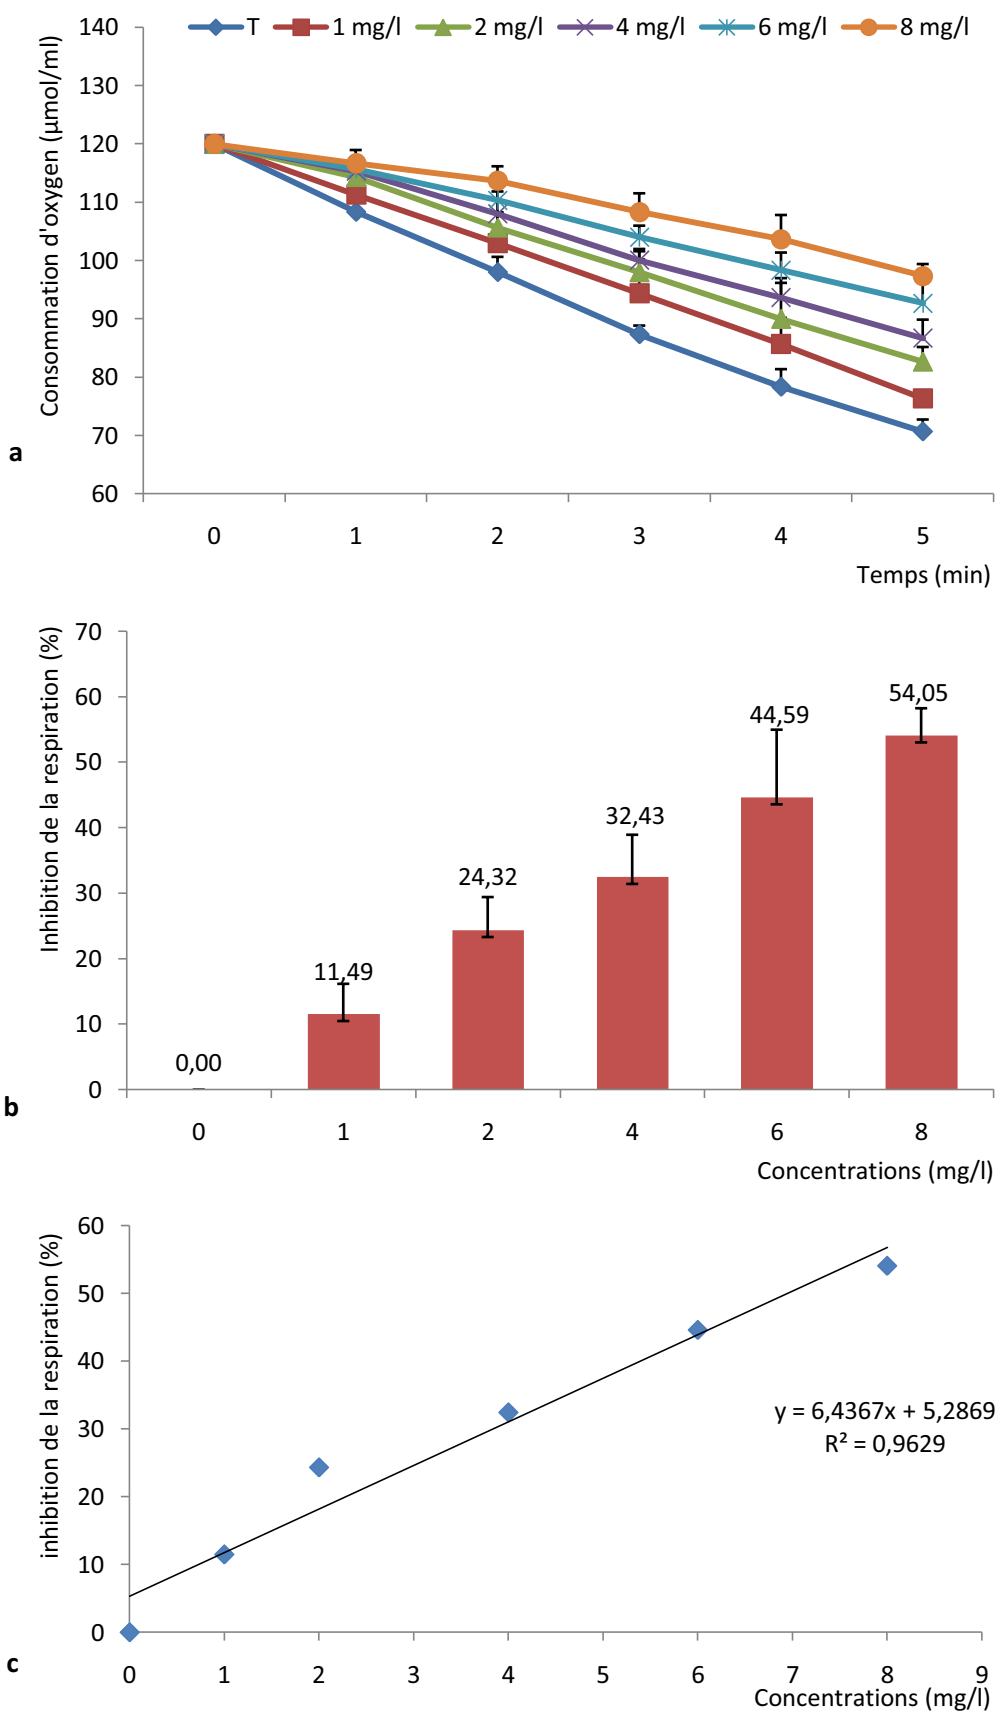 T 1 mg/l 2 mg/l 4 mg/l 6 mg/l 8 mg/l
Consommation d'oxygen (µmol/ml)
140
130
120
110
100
90
80
70
60
0 1 2 3 4 5
Temps (min)
a
Inhibition de la respiration (%)
70
60
50
40
30
20
10
0
0,00
11,49
24,32
32,43
44,59
54,05
0 1 2 4 6 8
Concentrations (mg/l)
b
inhibition de la respiration (%)
60
50
40
30
20
10
0
y = 6,4367x + 5,2869
R² = 0,9629
0 1 2 3 4 5 6 7 8 9
Concentrations (mg/l)
c